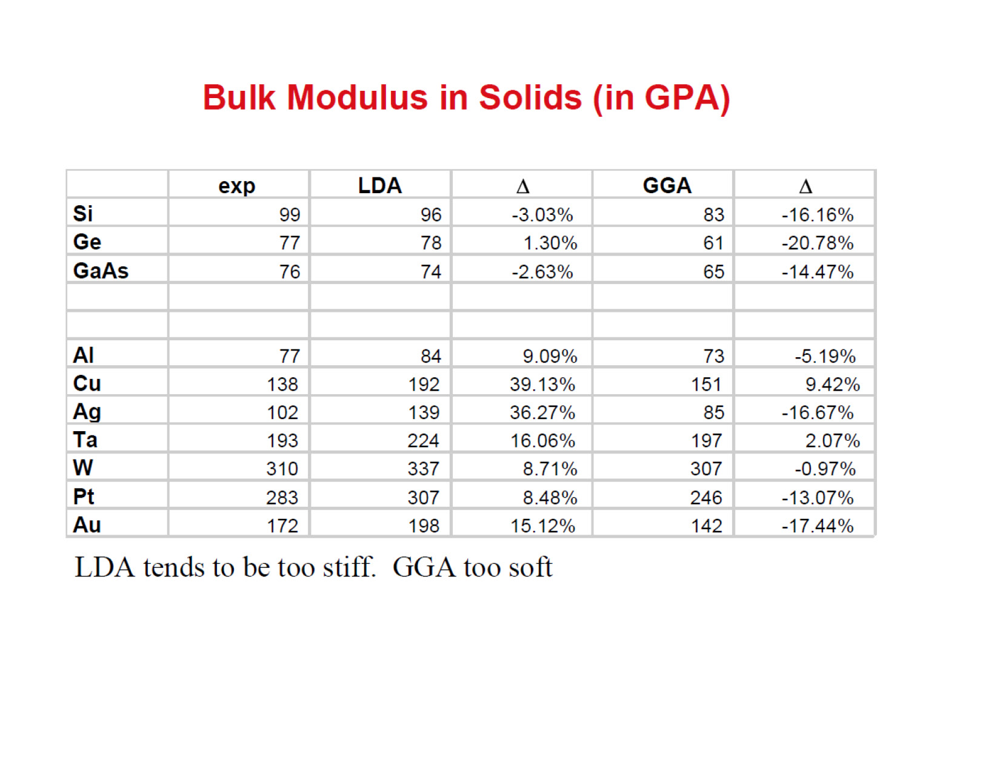 Bulk Modulus in Solids (in GPA)
exp LDA Δ GGA Δ
Si 99 96 -3.03% 83 -16.16%
Ge 77 78 1.30% 61 -20.78%
GaAs 76 74 -2.63% 65 -14.47%
Al 77 84 9.09% 73 -5.19%
Cu 138 192 39.13% 151 9.42%
Ag 102 139 36.27% 85 -16.67%
Ta 193 224 16.06% 197 2.07%
W 310 337 8.71% 307 -0.97%
Pt 283 307 8.48% 246 -13.07%
Au 172 198 15.12% 142 -17.44%
LDA tends to be too stiff. GGA too soft